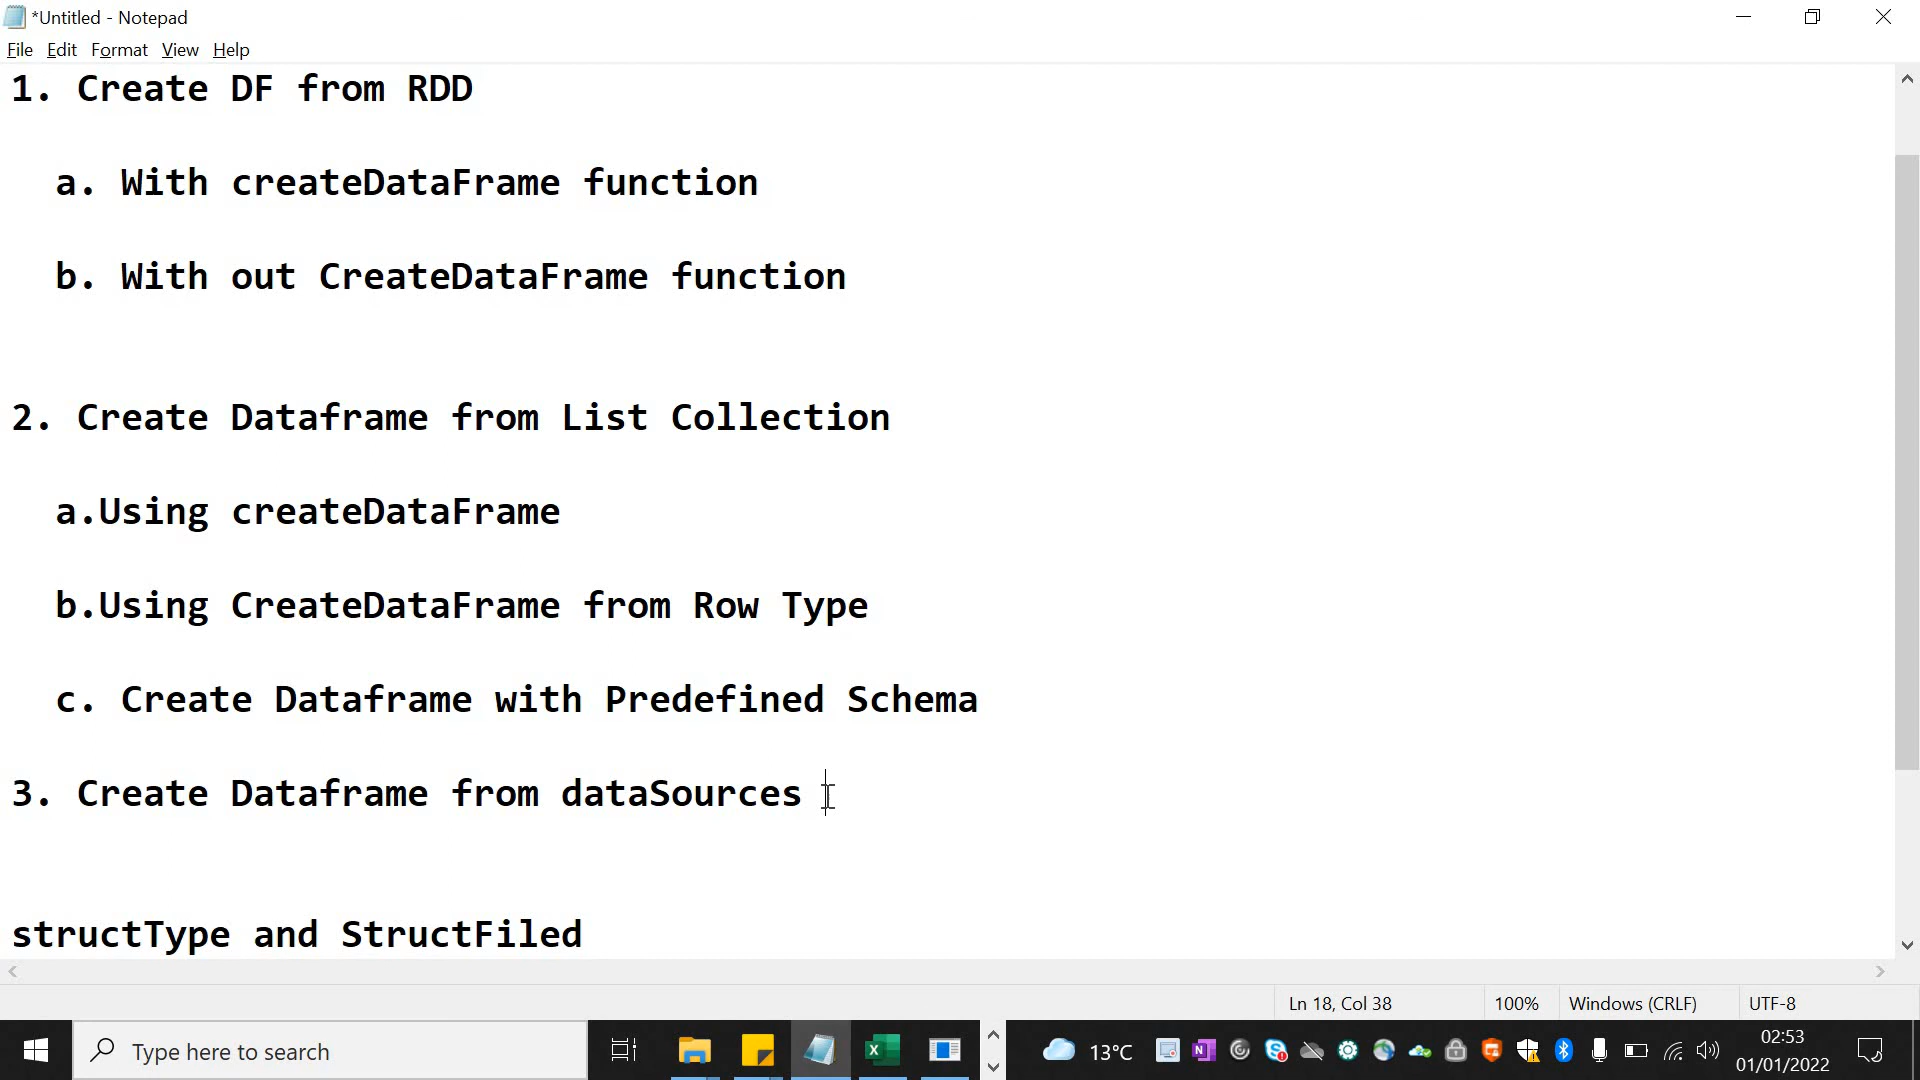 *Untitled - Notepad
File Edit Format View Help
1. Create DF from RDD
a. With createDataFrame function
b. With out CreateDataFrame function
2. Create Dataframe from List Collection
a.Using createDataFrame
b.Using CreateDataFrame from Row Type
c. Create Dataframe with Predefined Schema
3. Create Dataframe from dataSources
structType and StructFiled
Ln 18, Col 38 100% Windows (CRLF) UTF-8
Type here to search
13°C
02:53
01/01/2022